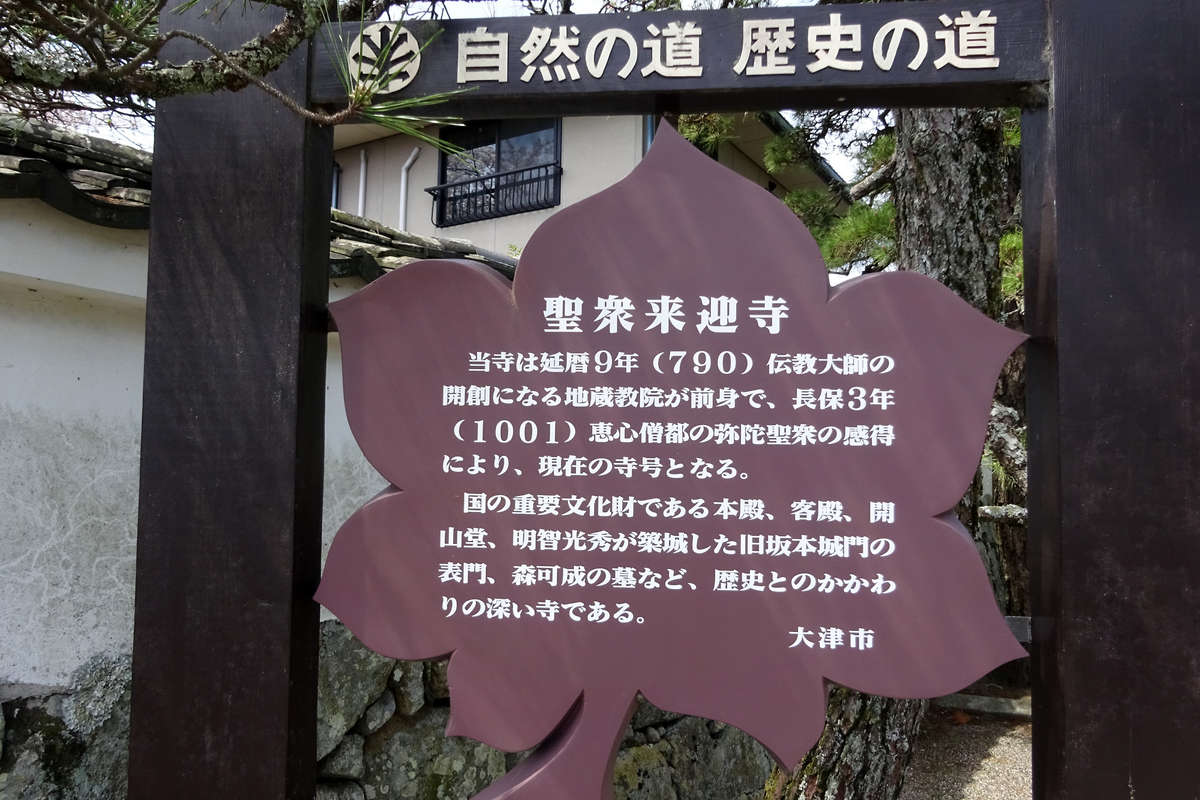 自然の道 歴史の道
聖衆来迎寺
当寺は延暦9年（790）伝教大師の
開創になる地蔵教院が前身で、長保3年
（1001）恵心僧都の弥陀聖衆の感得
により、現在の寺号となる。
国の重要文化財である本殿、客殿、開
山堂、明智光秀が築城した旧坂本城門の
表門、森可成の墓など、歴史とのかかわ
りの深い寺である。
大津市